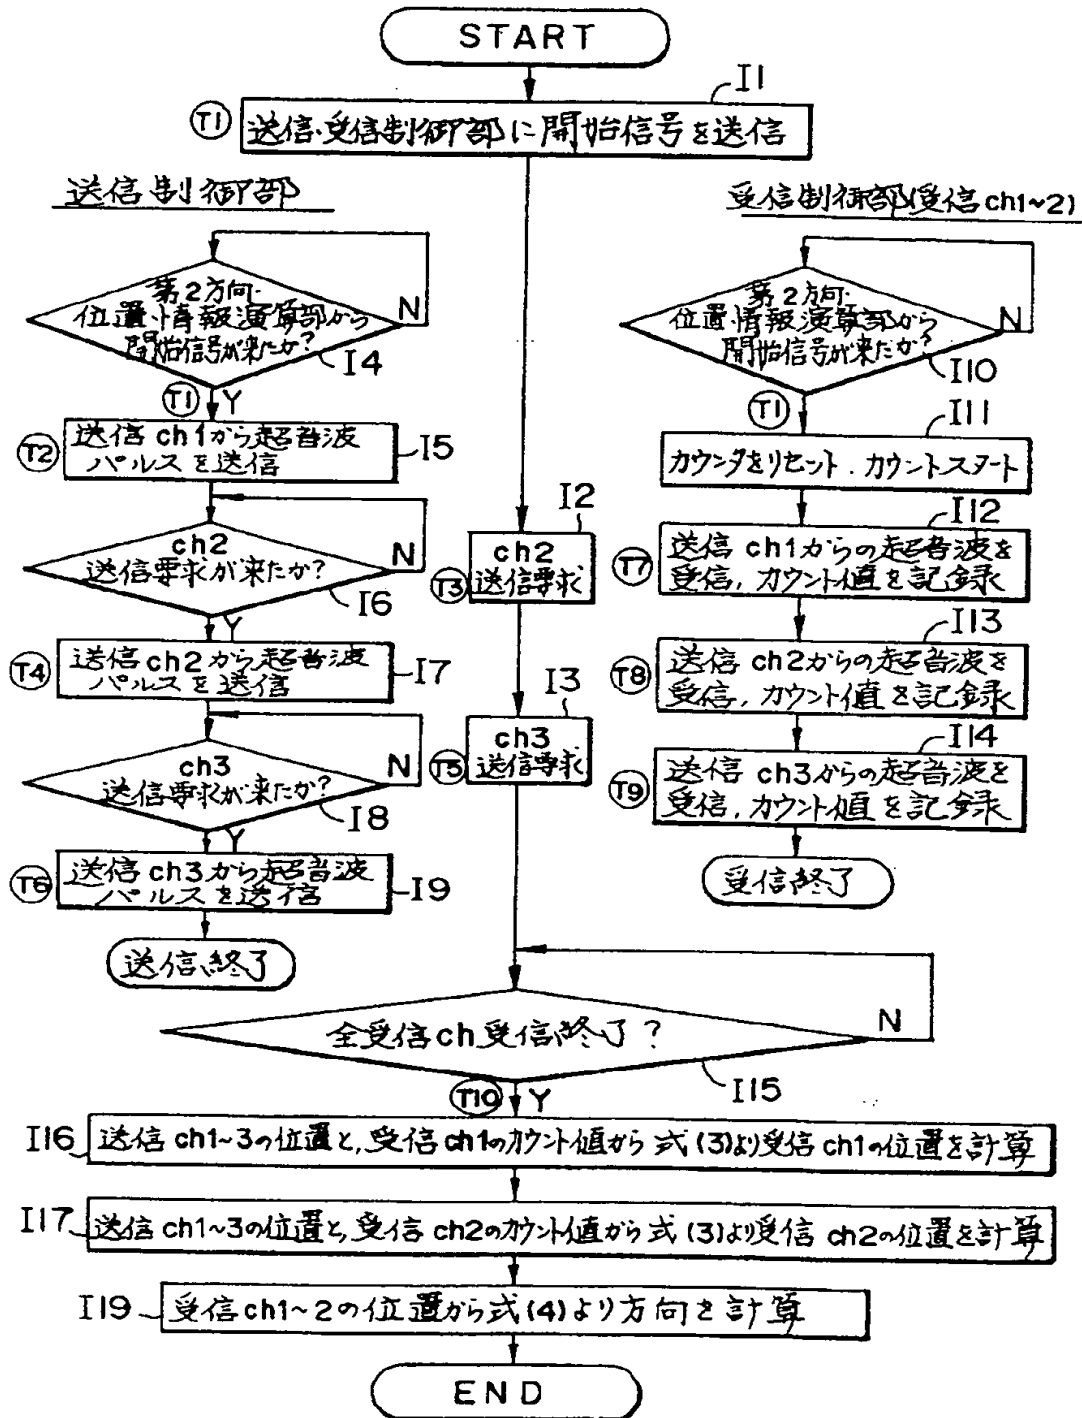 START
I1
T1
送信・受信制御部に開始信号を送信
送信制御部
第2方向・
位置・情報演算部から
開始信号が来たか?
N
I4
T1
Y
T2
送信ch1から超音波
パルスを送信
I5
ch2
送信要求が来たか?
N
I6
Y
T4
送信ch2から超音波
パルスを送信
I7
ch3
送信要求が来たか?
N
I8
Y
T6
送信ch3から超音波
パルスを送信
I9
送信終了
I2
T3
ch2
送信要求
I3
T5
ch3
送信要求
受信制御部(受信ch1~2)
第2方向・
位置・情報演算部から
開始信号が来たか?
N
I10
T1
I11
カウンタをリセット.カウントスタート
I12
T7
送信ch1からの超音波を
受信,カウント値を記録
I13
T8
送信ch2からの超音波を
受信,カウント値を記録
I14
T9
送信ch3からの超音波を
受信,カウント値を記録
受信終了
全受信ch受信終了?
N
I15
T10
Y
I16
送信ch1~3の位置と,受信ch1のカウント値から式(3)より受信ch1の位置を計算
I17
送信ch1~3の位置と,受信ch2のカウント値から式(3)より受信ch2の位置を計算
I19
受信ch1~2の位置から式(4)より方向を計算
END